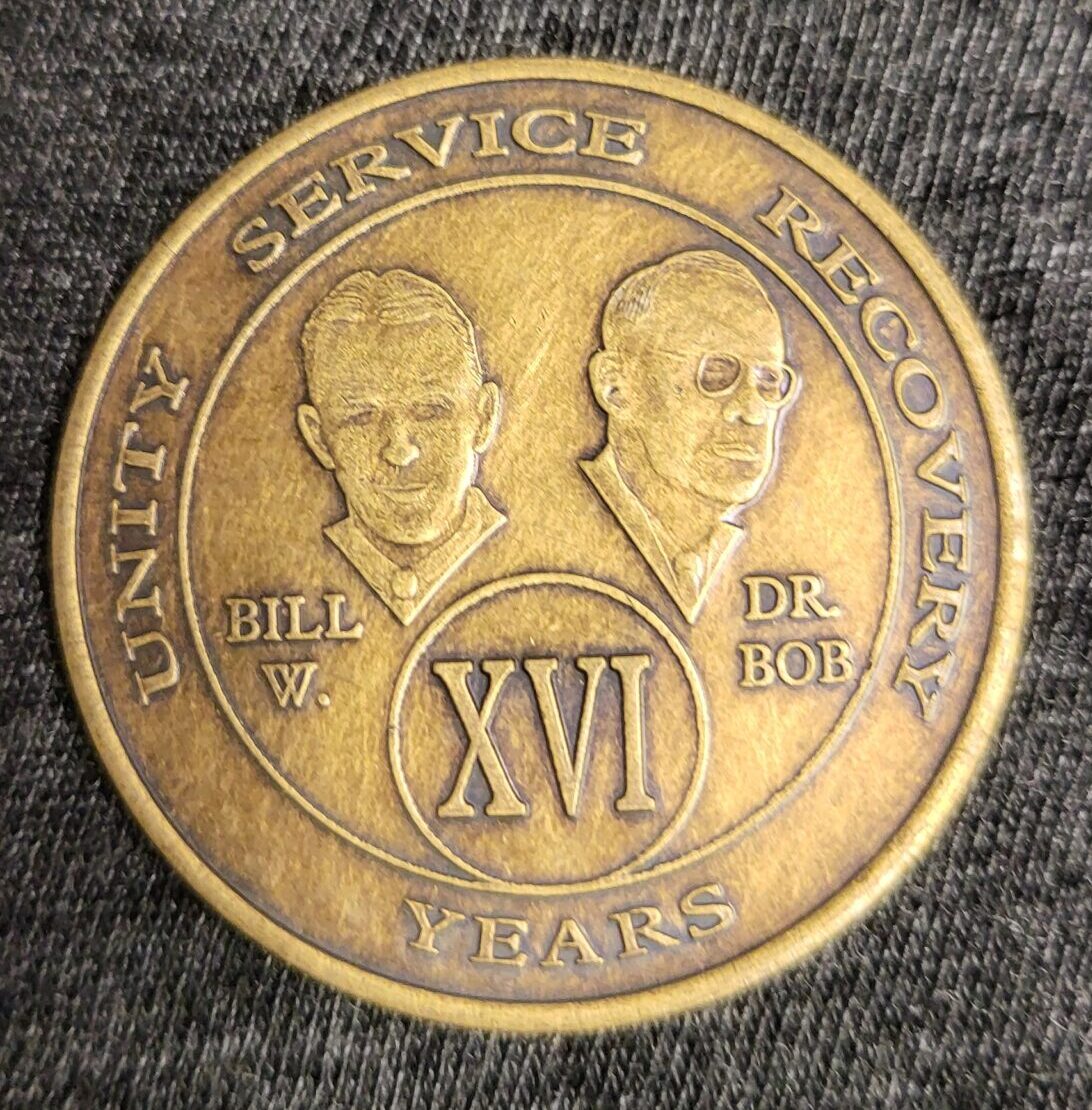 UNITY SERVICE RECOVERY
BILL
W.
DR.
BOB
XVI
YEARS